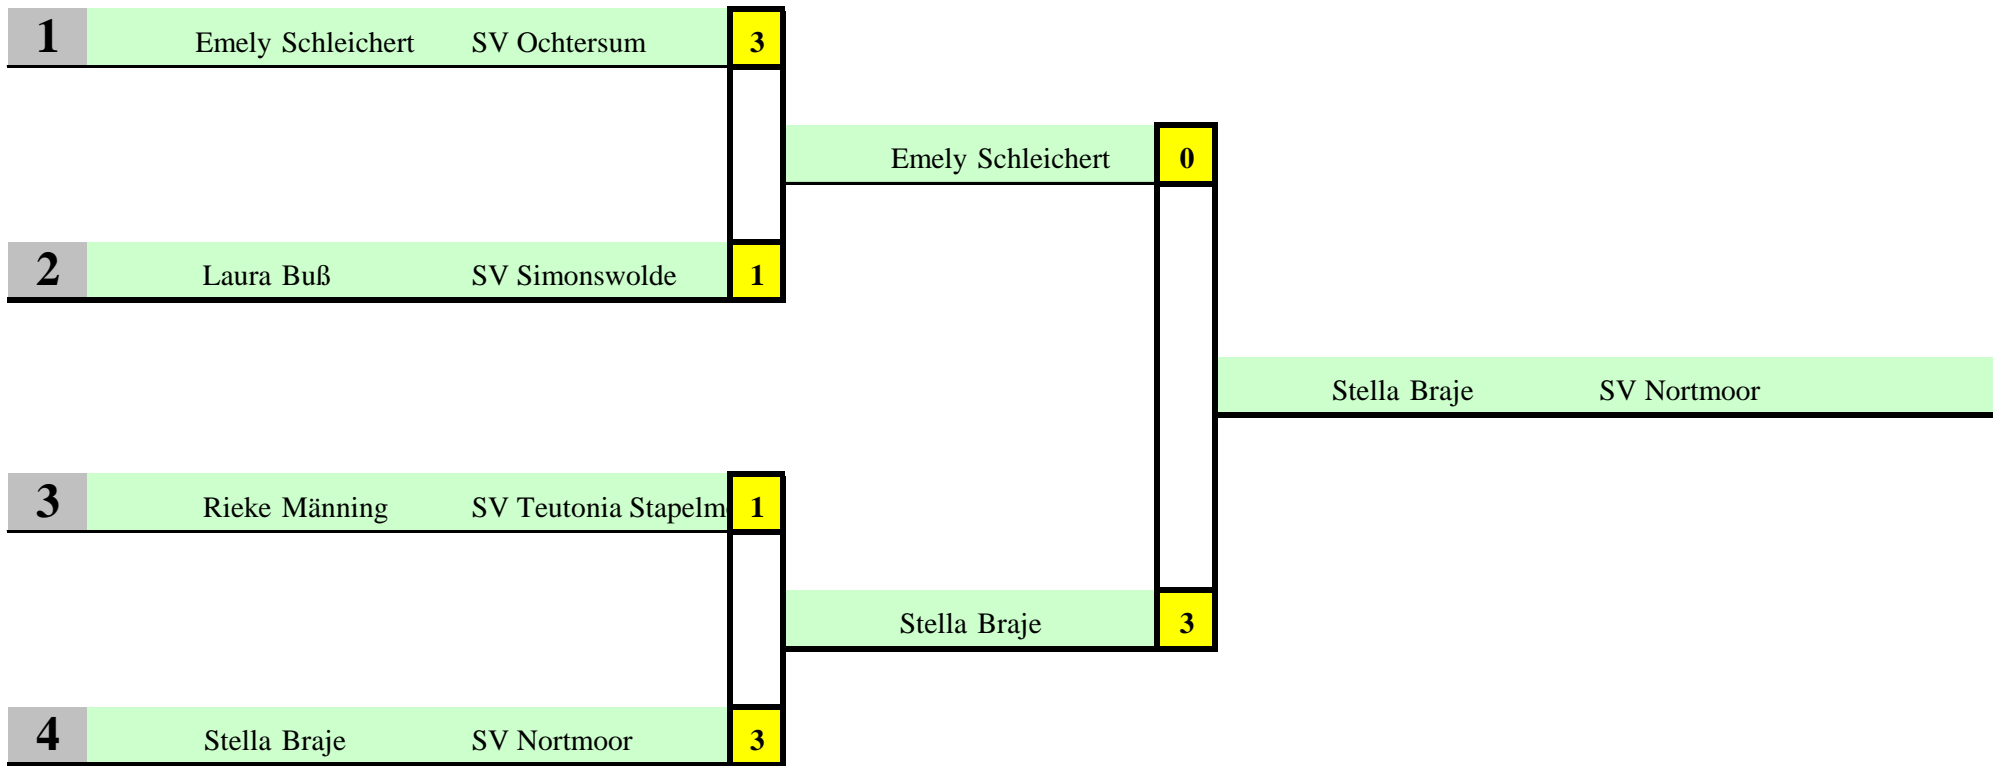 1 Emely Schleichert SV Ochtersum 3
Emely Schleichert 0
2 Laura Buß SV Simonswolde 1
Stella Braje SV Nortmoor
3 Rieke Männing SV Teutonia Stapelm 1
Stella Braje 3
4 Stella Braje SV Nortmoor 3